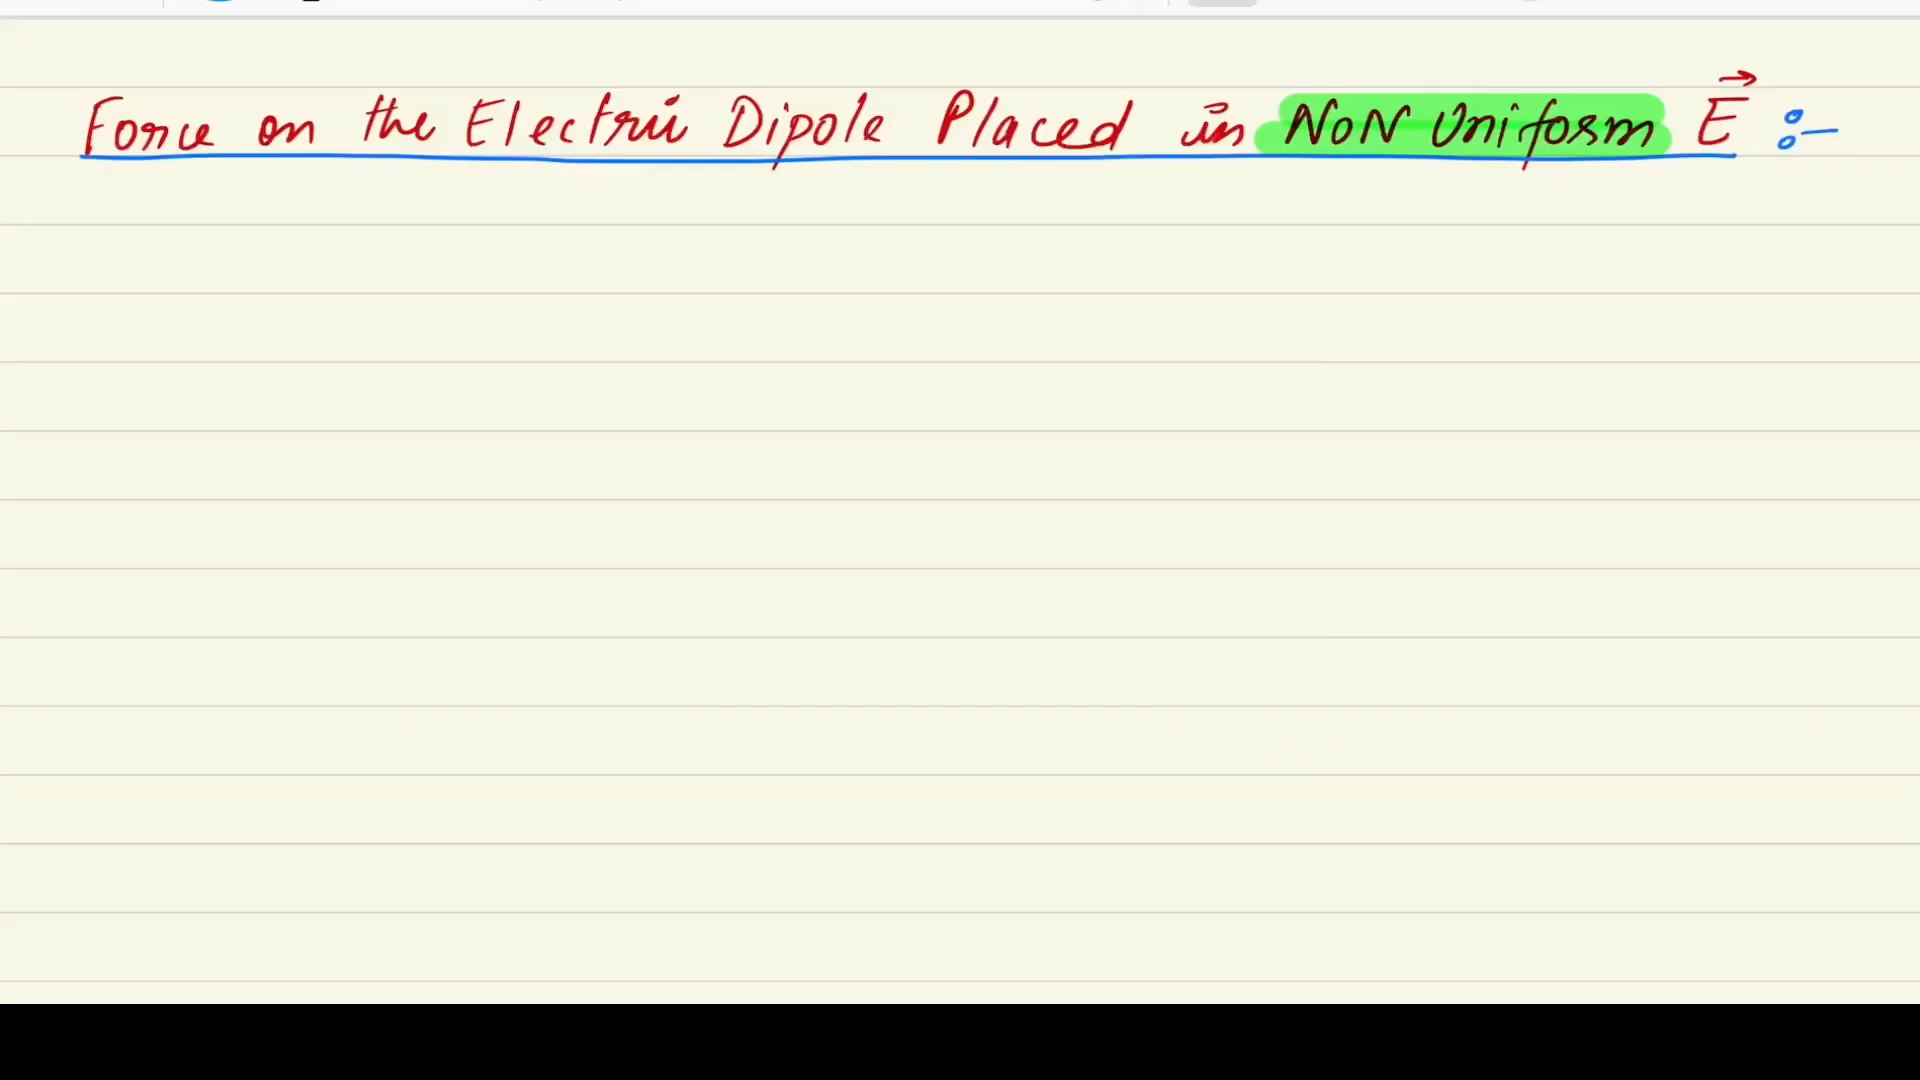 Force on the Electric Dipole Placed in NoN Uniform E⃗ :-